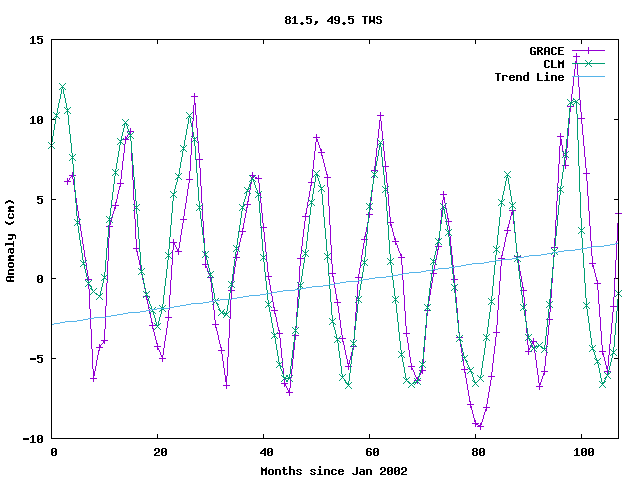 81.5, 49.5 TWS
GRACE
CLM
Trend Line
15
10
5
0
-5
-10
Anomaly (cm)
0 20 40 60 80 100
Months since Jan 2002